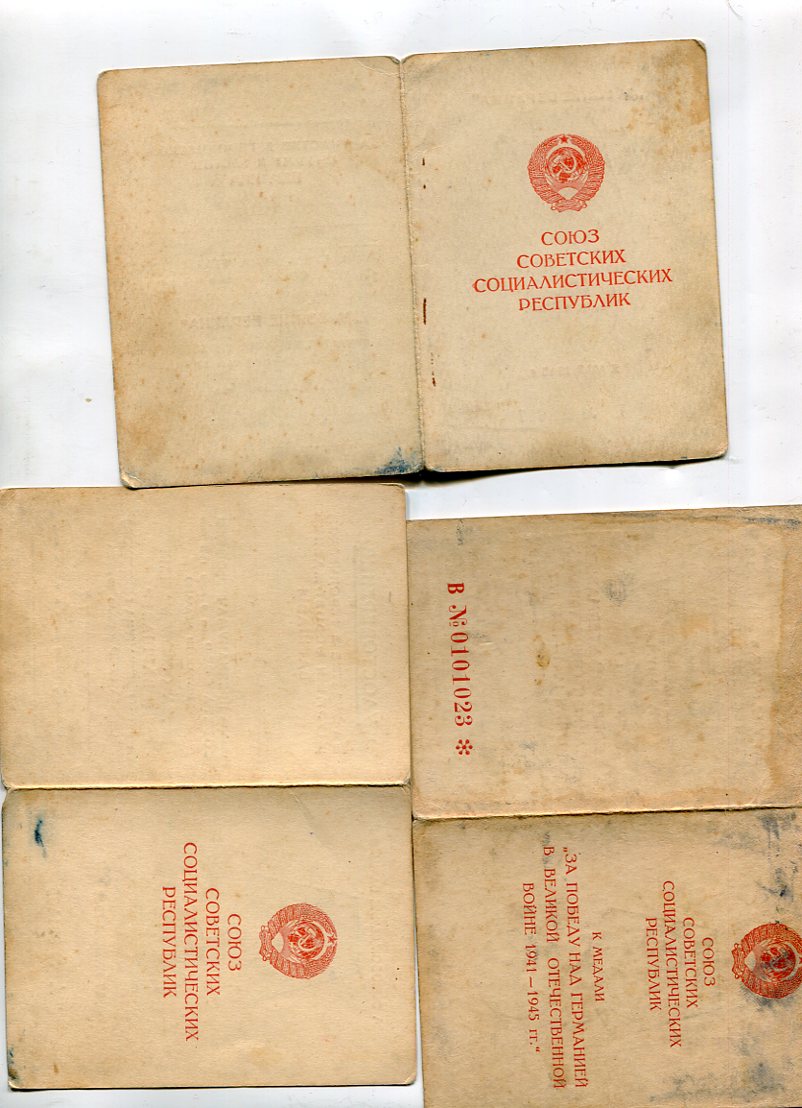 СОЮЗ
СОВЕТСКИХ
СОЦИАЛИСТИЧЕСКИХ
РЕСПУБЛИК
СОЮЗ
СОВЕТСКИХ
СОЦИАЛИСТИЧЕСКИХ
РЕСПУБЛИК
В №0101023 *
СОЮЗ
СОВЕТСКИХ
СОЦИАЛИСТИЧЕСКИХ
РЕСПУБЛИК
К МЕДАЛИ
„ЗА ПОБЕДУ НАД ГЕРМАНИЕЙ
В ВЕЛИКОЙ ОТЕЧЕСТВЕННОЙ
ВОЙНЕ 1941–1945 гг.“